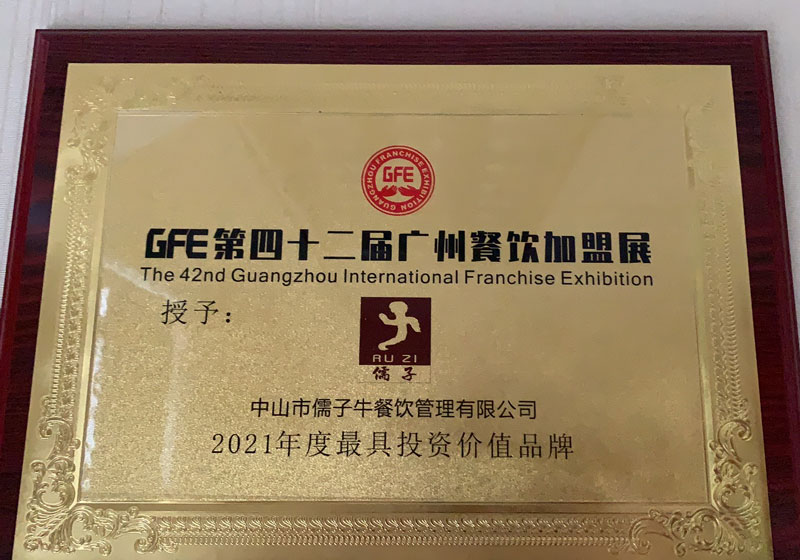 GUANGZHOU FRANCHISE EXHIBITION
GFE
GFE第四十二届广州餐饮加盟展
The 42nd Guangzhou International Franchise Exhibition
授予：
RU ZI
儒子
中山市儒子牛餐饮管理有限公司
2021年度最具投资价值品牌